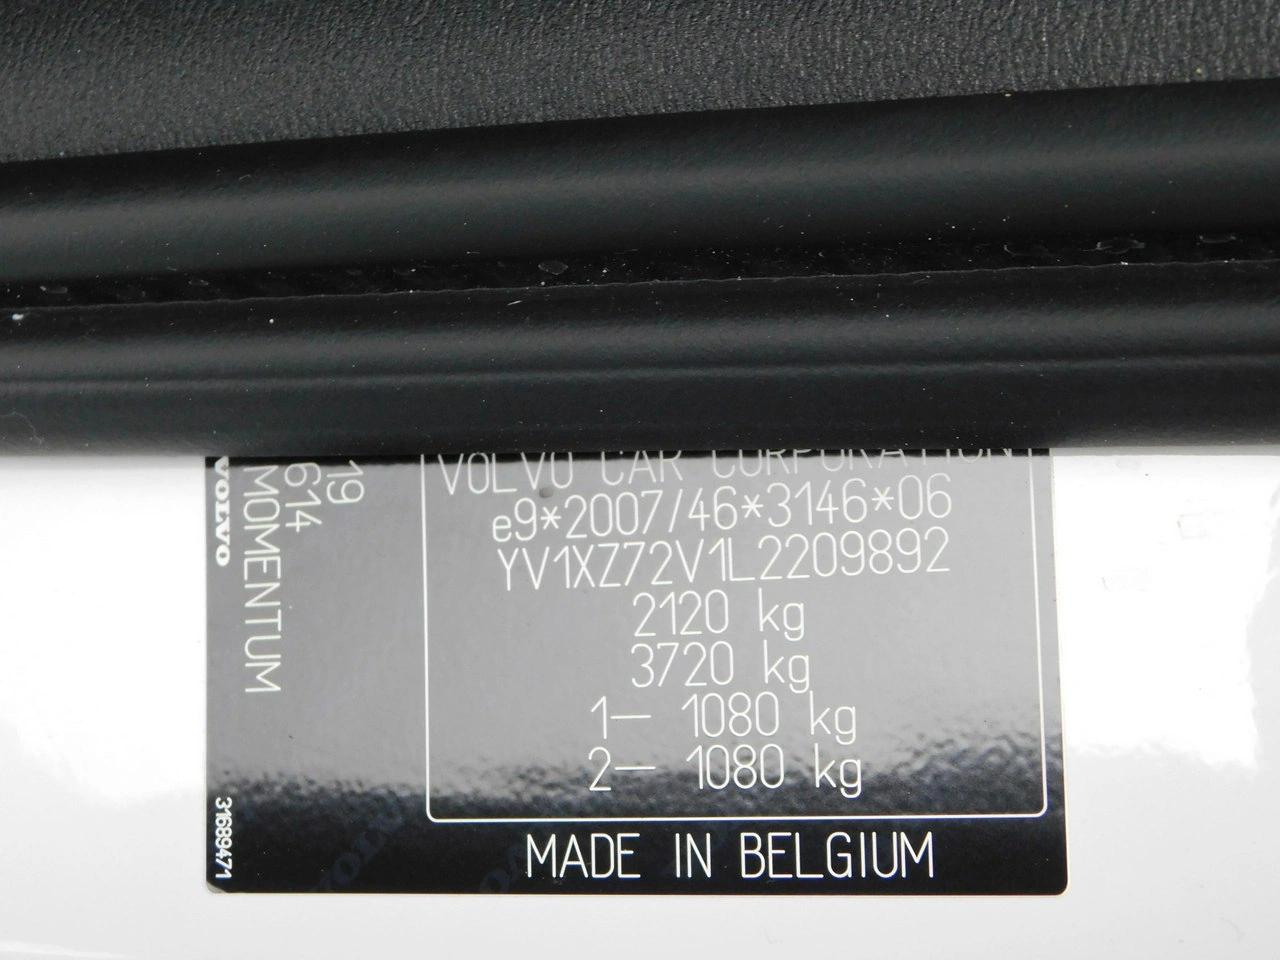 VOLVO CAR CORPORATION
e9*2007/46*3146*06
YV1XZ72V1L2209892
2120 kg
3720 kg
1– 1080 kg
2– 1080 kg
MADE IN BELGIUM
19
614
MOMENTUM
VOLVO
31689471